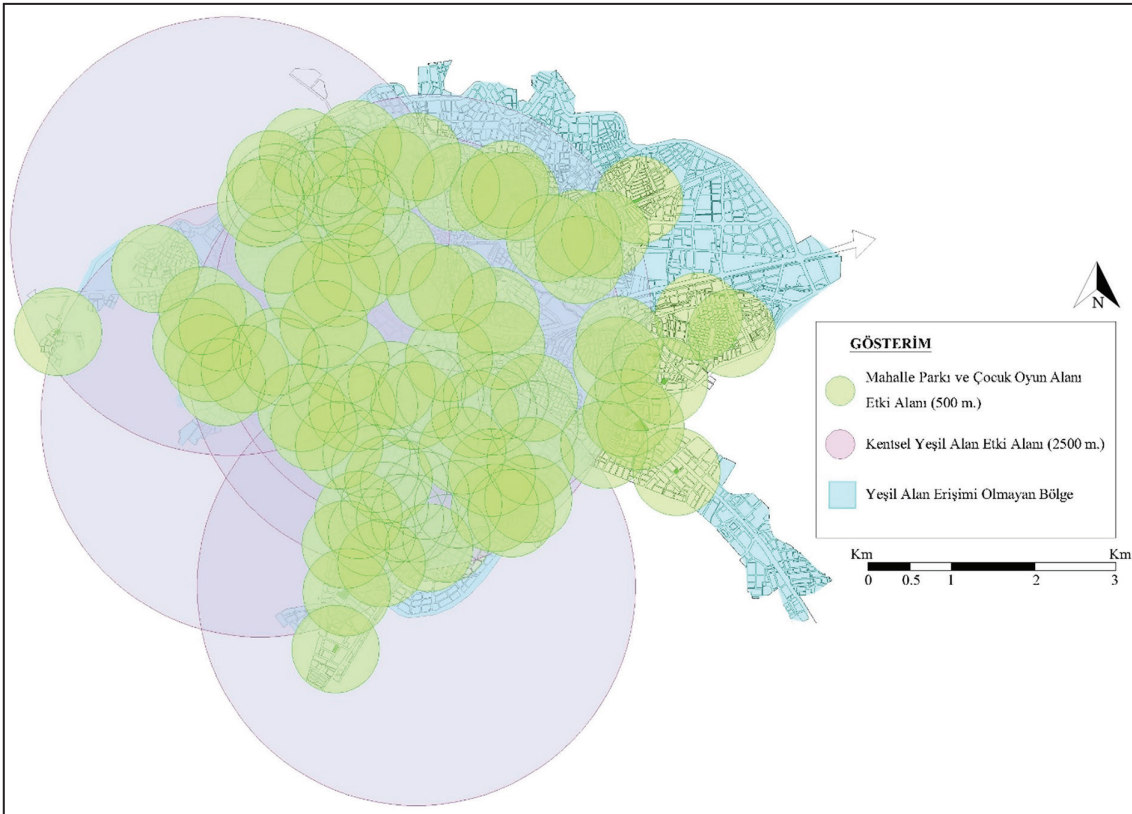 N
GÖSTERİM
Mahalle Parkı ve Çocuk Oyun Alanı
Etki Alanı (500 m.)
Kentsel Yeşil Alan Etki Alanı (2500 m.)
Yeşil Alan Erişimi Olmayan Bölge
Km Km
0 0.5 1 2 3